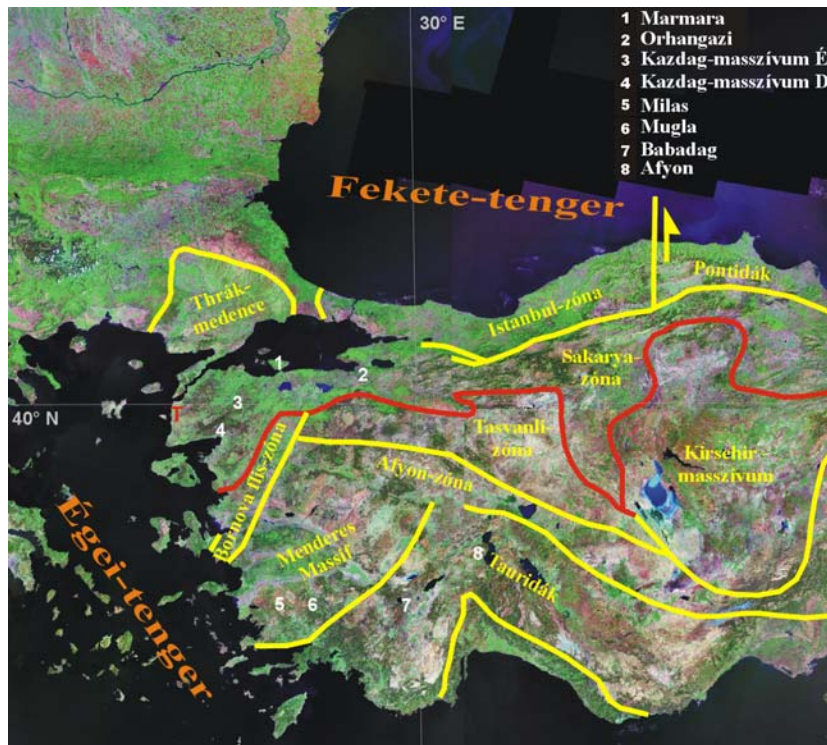 30° E
1 Marmara
2 Orhangazi
3 Kazdag-masszívum É
4 Kazdag-masszívum D
5 Milas
6 Mugla
7 Babadag
8 Afyon
Fekete-tenger
Thrák-
medence
Pontidák
Istanbul-zóna
Sakarya-
zóna
1
2
3
4
40° N
T
Tasvanli-
zóna
Kirsehir-
masszívum
Afyon-zóna
Bornova flis-zóna
Égei-tenger
Menderes
Massif
8
Tauridák
5
6
7